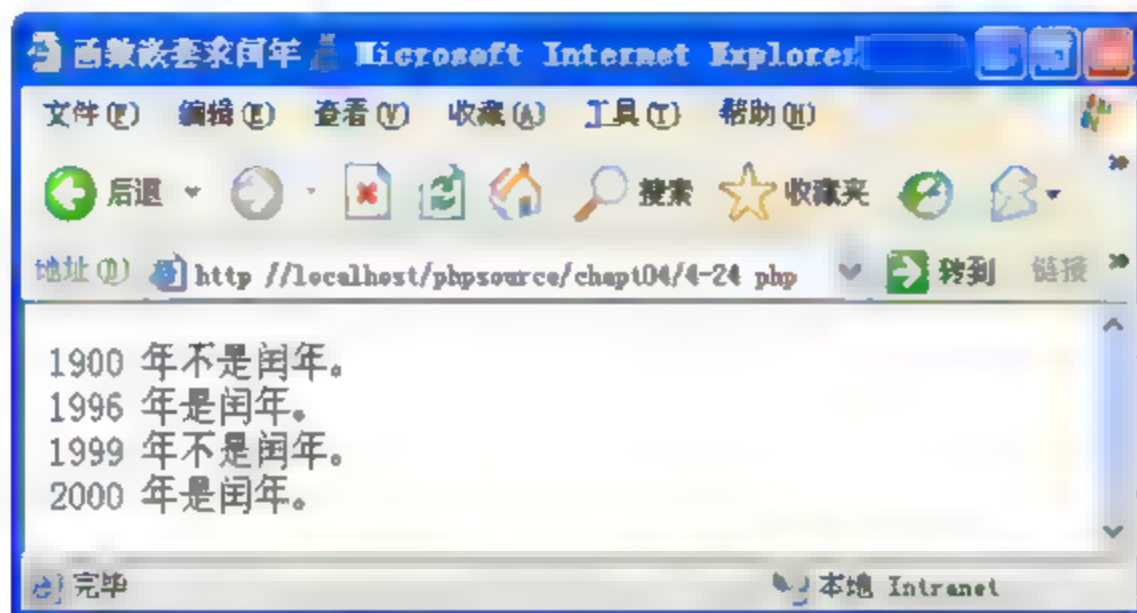 函数嵌套求闰年 Microsoft Internet Explorer
文件(F) 编辑(E) 查看(V) 收藏(A) 工具(T) 帮助(H)
后退 搜索 收藏夹
地址(D) http //localhost/phpsource/chapt04/4-24 php 转到 链接 »
1900 年不是闰年。
1996 年是闰年。
1999 年不是闰年。
2000 年是闰年。
完毕 本地 Intranet